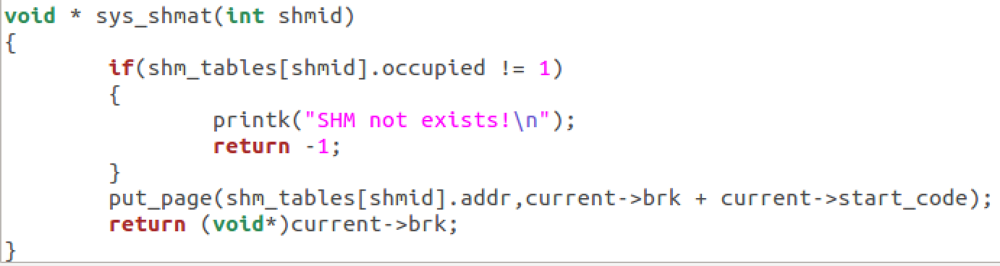 void * sys_shmat(int shmid)
{
        if(shm_tables[shmid].occupied != 1)
        {
                printk("SHM not exists!\n");
                return -1;
        }
        put_page(shm_tables[shmid].addr,current->brk + current->start_code);
        return (void*)current->brk;
}